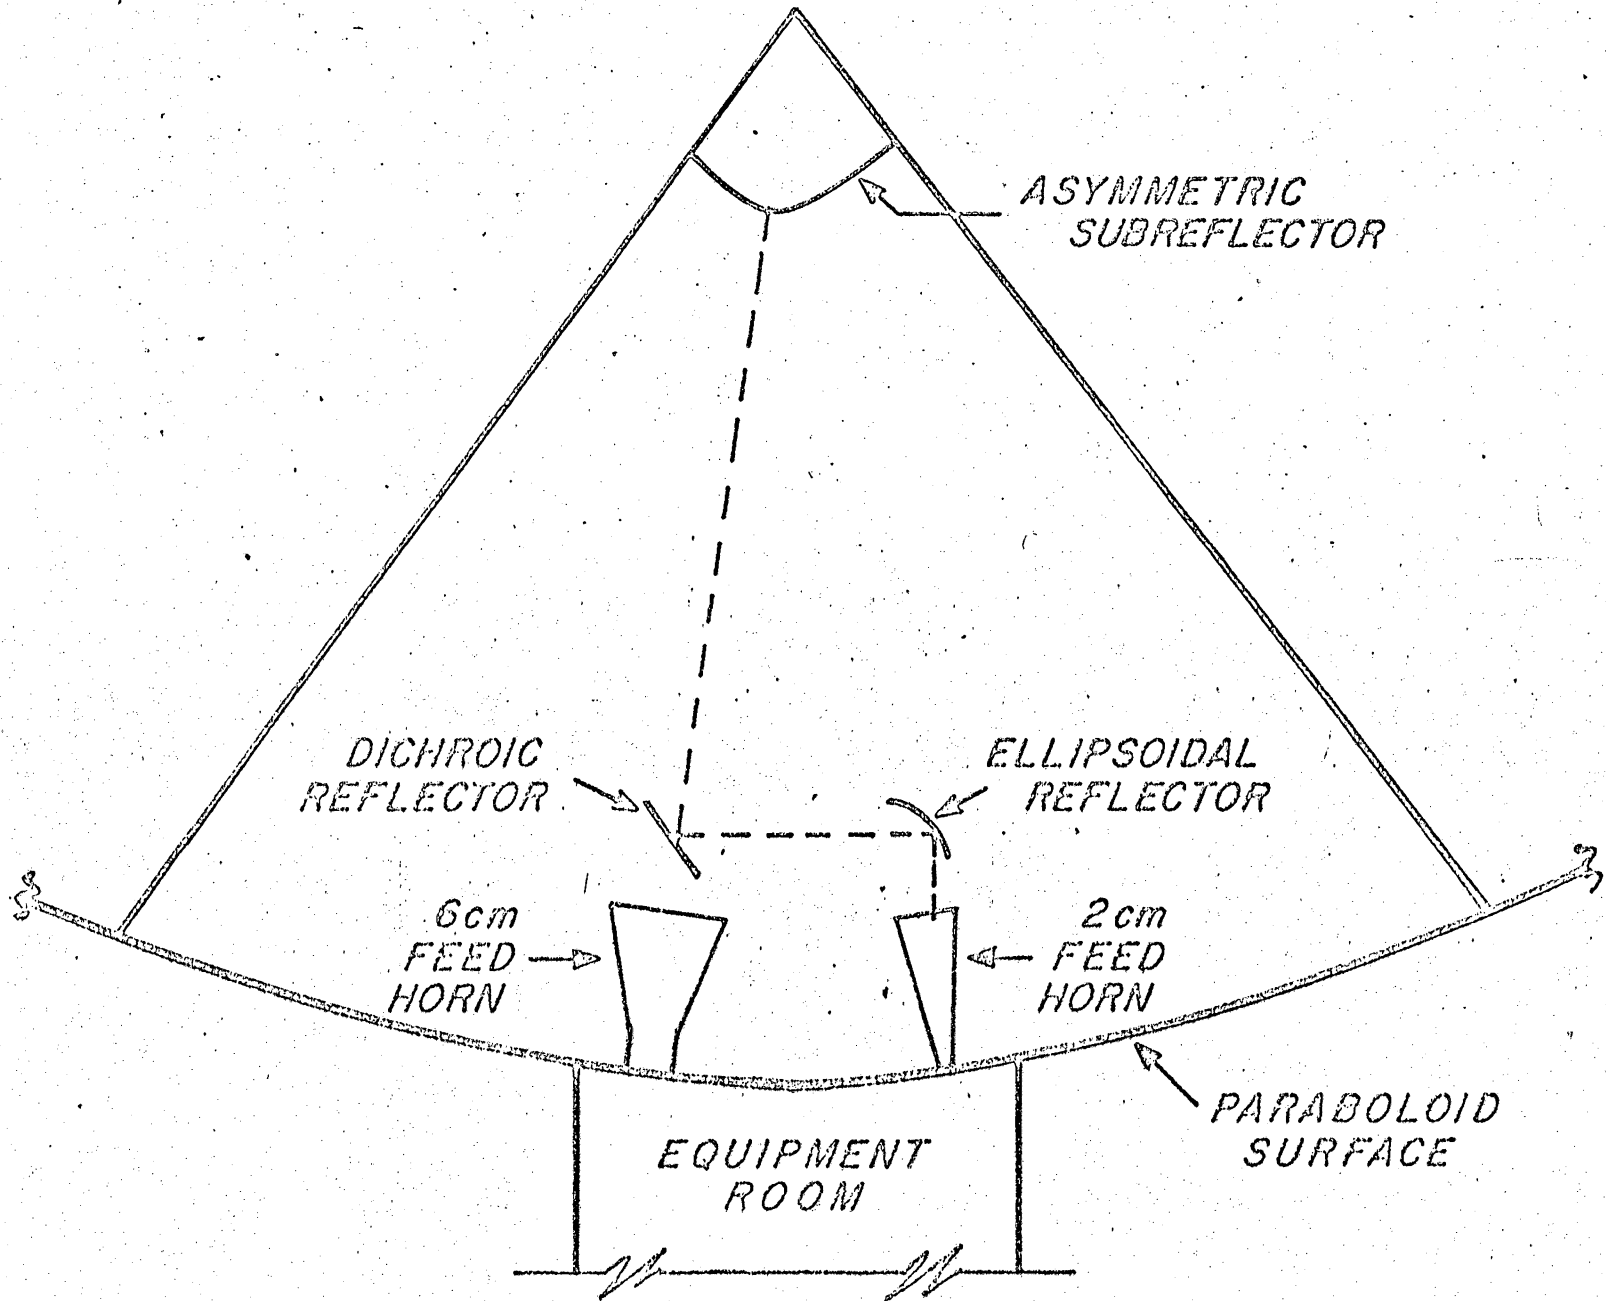 ASYMMETRIC
SUBREFLECTOR
DICHROIC
REFLECTOR
ELLIPSOIDAL
REFLECTOR
6cm
FEED
HORN
2cm
FEED
HORN
PARABOLOID
SURFACE
EQUIPMENT
ROOM